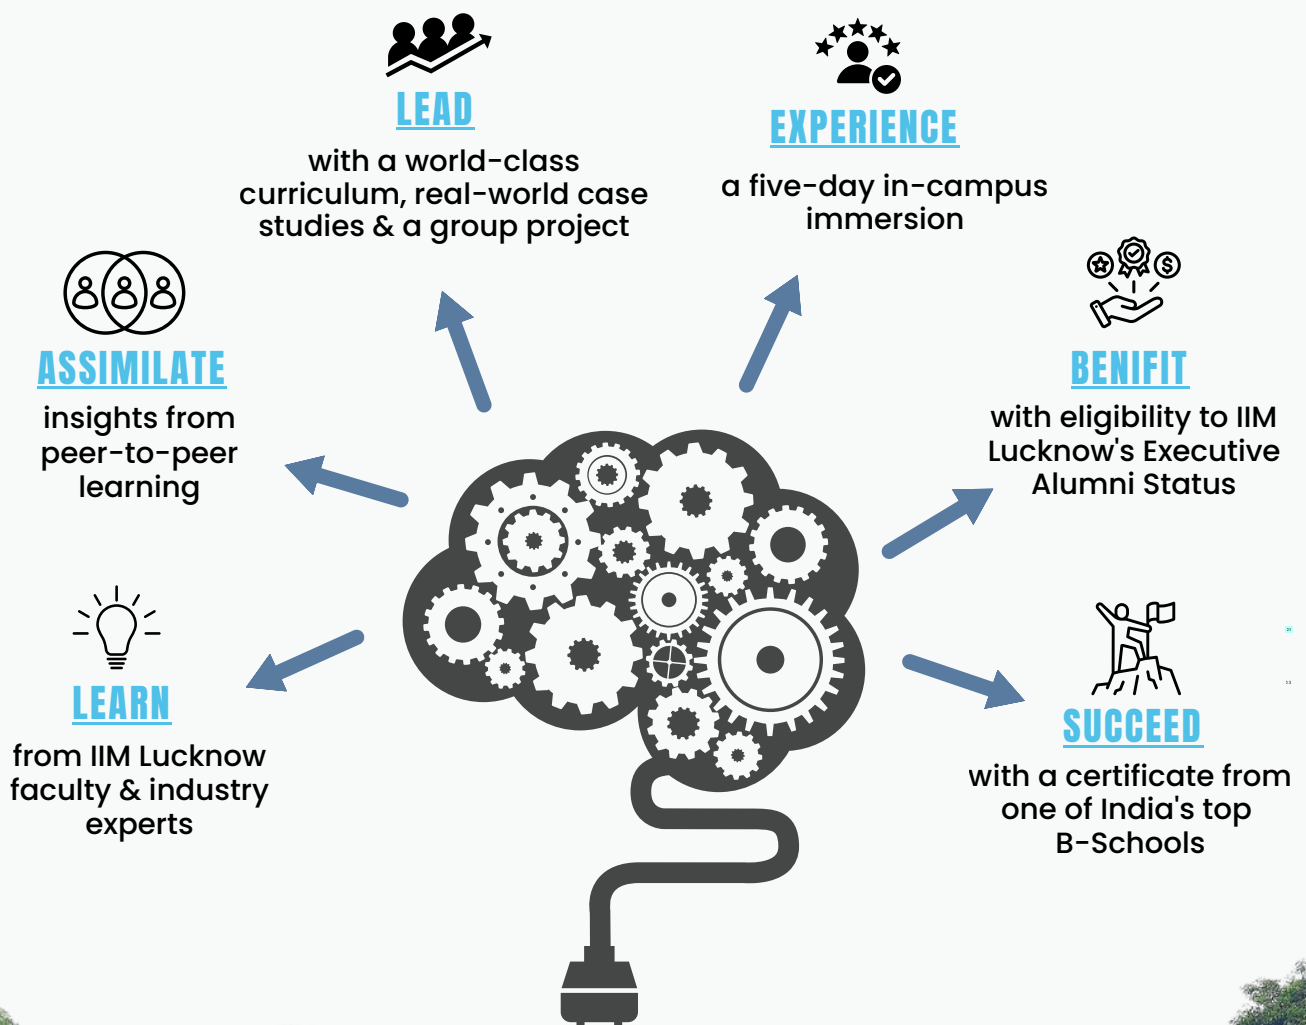 LEAD
with a world-class
curriculum, real-world case
studies & a group project
EXPERIENCE
a five-day in-campus
immersion
ASSIMILATE
insights from
peer-to-peer
learning
BENIFIT
with eligibility to IIM
Lucknow's Executive
Alumni Status
LEARN
from IIM Lucknow
faculty & industry
experts
SUCCEED
with a certificate from
one of India's top
B-Schools